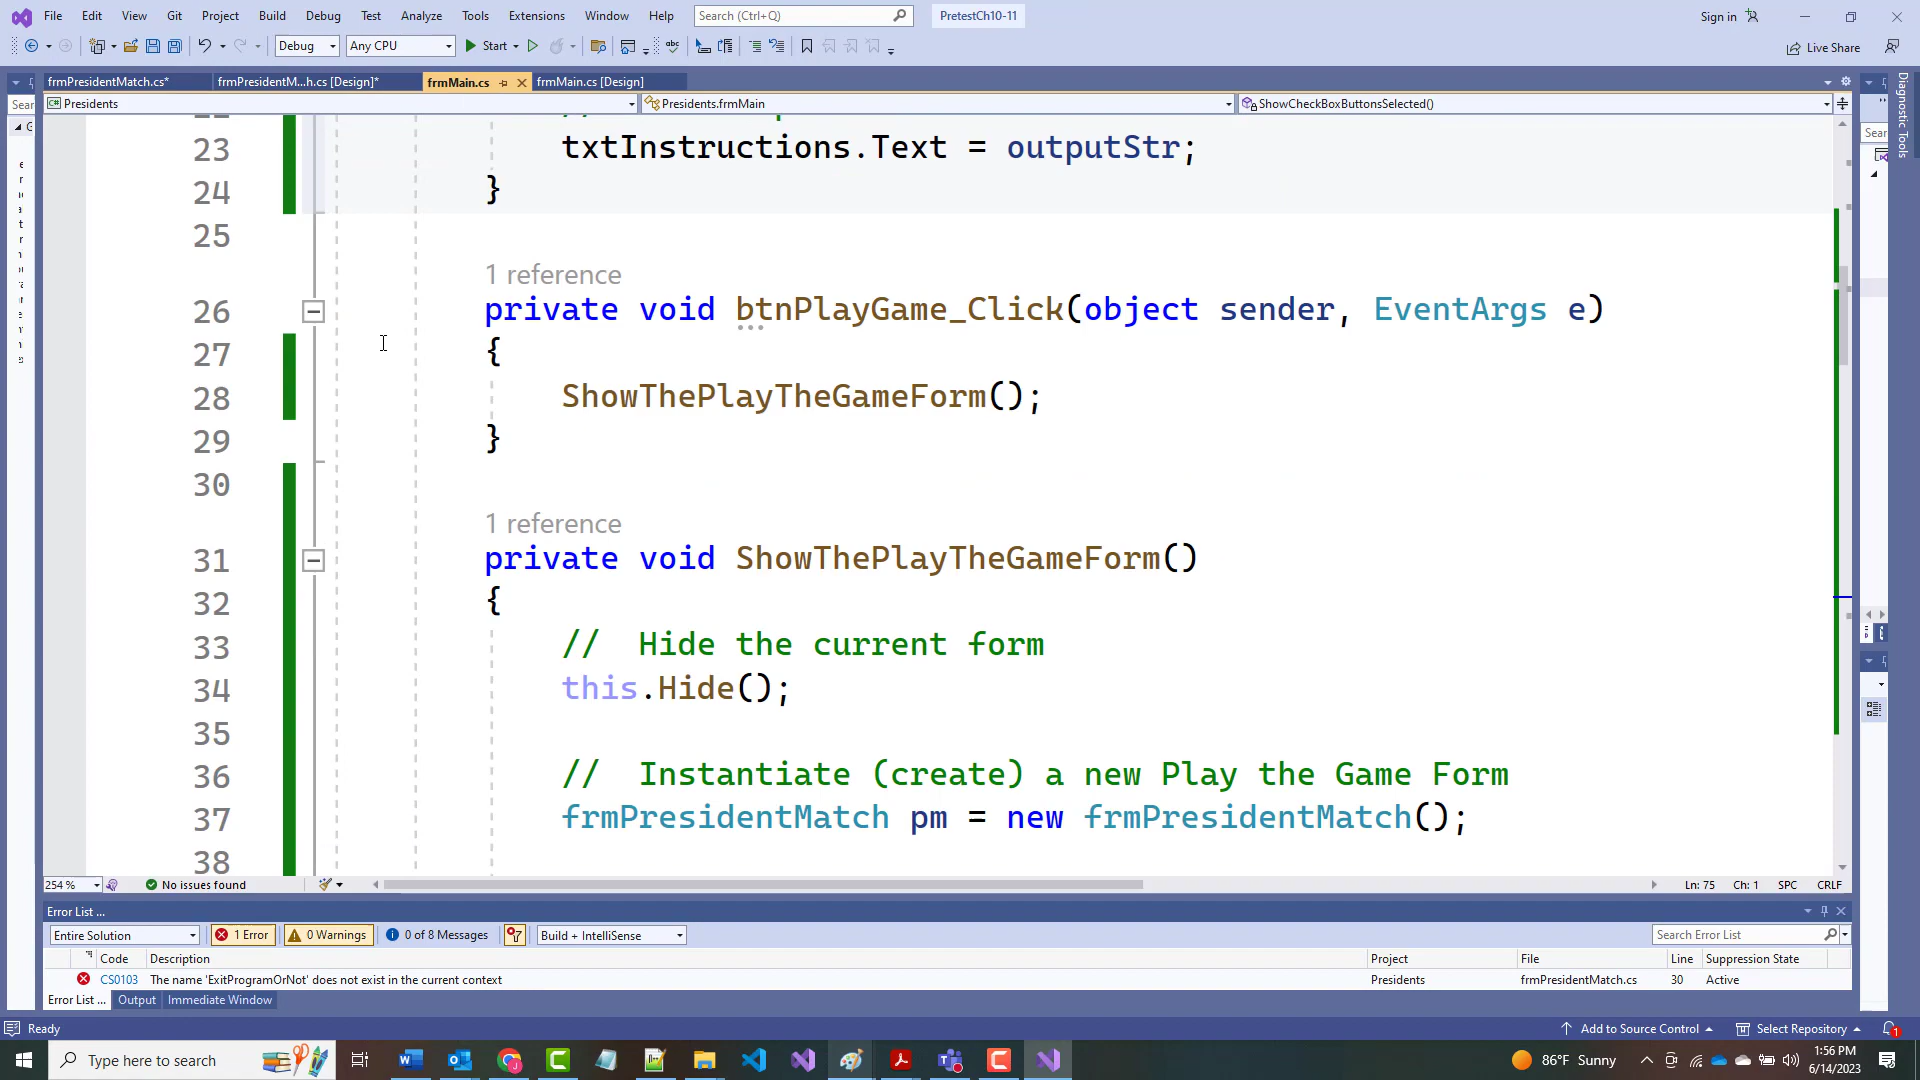 File Edit View Git Project Build Debug Test Analyze Tools Extensions Window Help Search (Ctrl+Q) PretestCh10-11 Sign in
Debug Any CPU Start Live Share
frmPresidentMatch.cs* frmPresidentM...h.cs [Design]* frmMain.cs frmMain.cs [Design]
Presidents Presidents.frmMain ShowCheckBoxButtonsSelected()
Sear
Diagnostic Tools
23 txtInstructions.Text = outputStr;
24 }
25
1 reference
26 private void btnPlayGame_Click(object sender, EventArgs e)
27 {
28 ShowThePlayTheGameForm();
29 }
30
1 reference
31 private void ShowThePlayTheGameForm()
32 {
33 // Hide the current form
34 this.Hide();
35
36 // Instantiate (create) a new Play the Game Form
37 frmPresidentMatch pm = new frmPresidentMatch();
38
254 % No issues found Ln: 75 Ch: 1 SPC CRLF
Error List ...
Entire Solution 1 Error 0 Warnings 0 of 8 Messages Build + IntelliSense Search Error List
Code Description Project File Line Suppression State
CS0103 The name 'ExitProgramOrNot' does not exist in the current context Presidents frmPresidentMatch.cs 30 Active
Error List ... Output Immediate Window
Ready Add to Source Control Select Repository 1
Type here to search 86°F Sunny 1:56 PM
6/14/2023